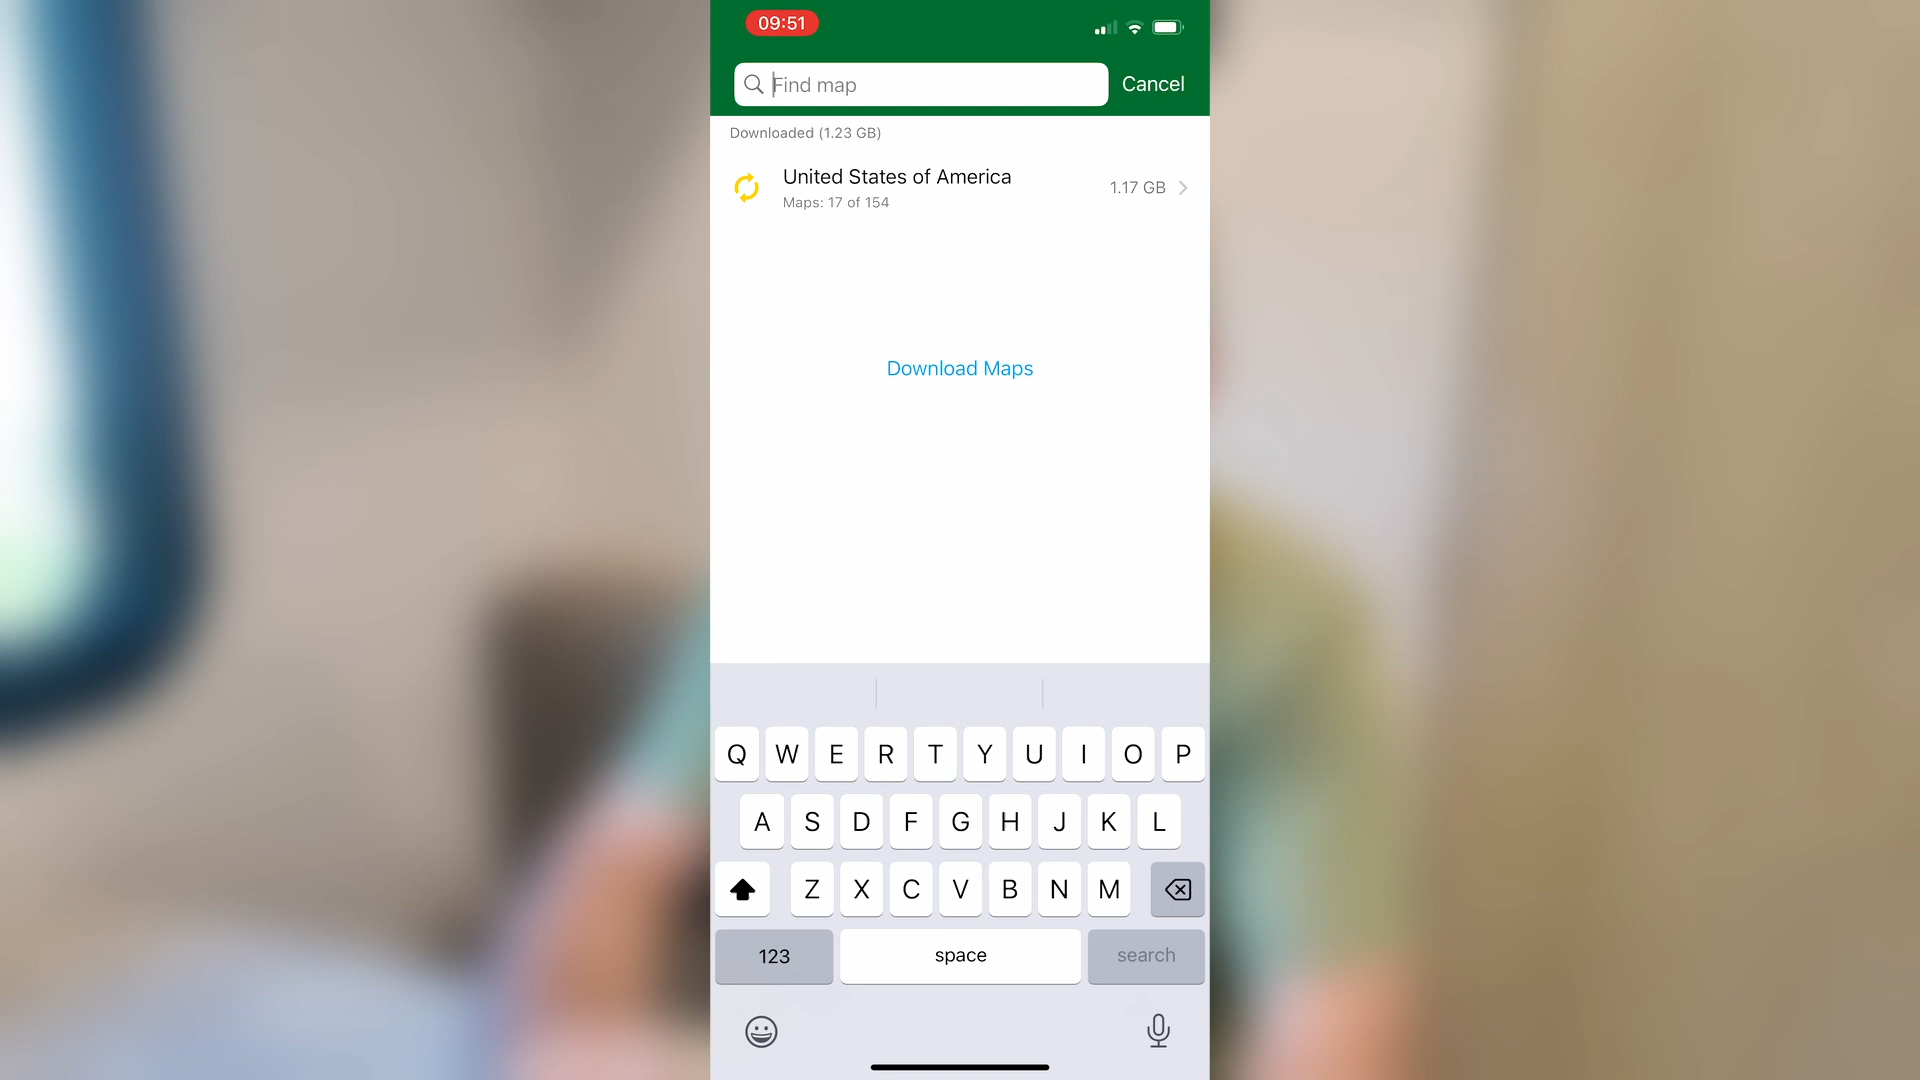 09:51
Find map
Cancel
Downloaded (1.23 GB)
United States of America
1.17 GB
Maps: 17 of 154
Download Maps
Q W E R T Y U I O P
A S D F G H J K L
Z X C V B N M
123
space
search